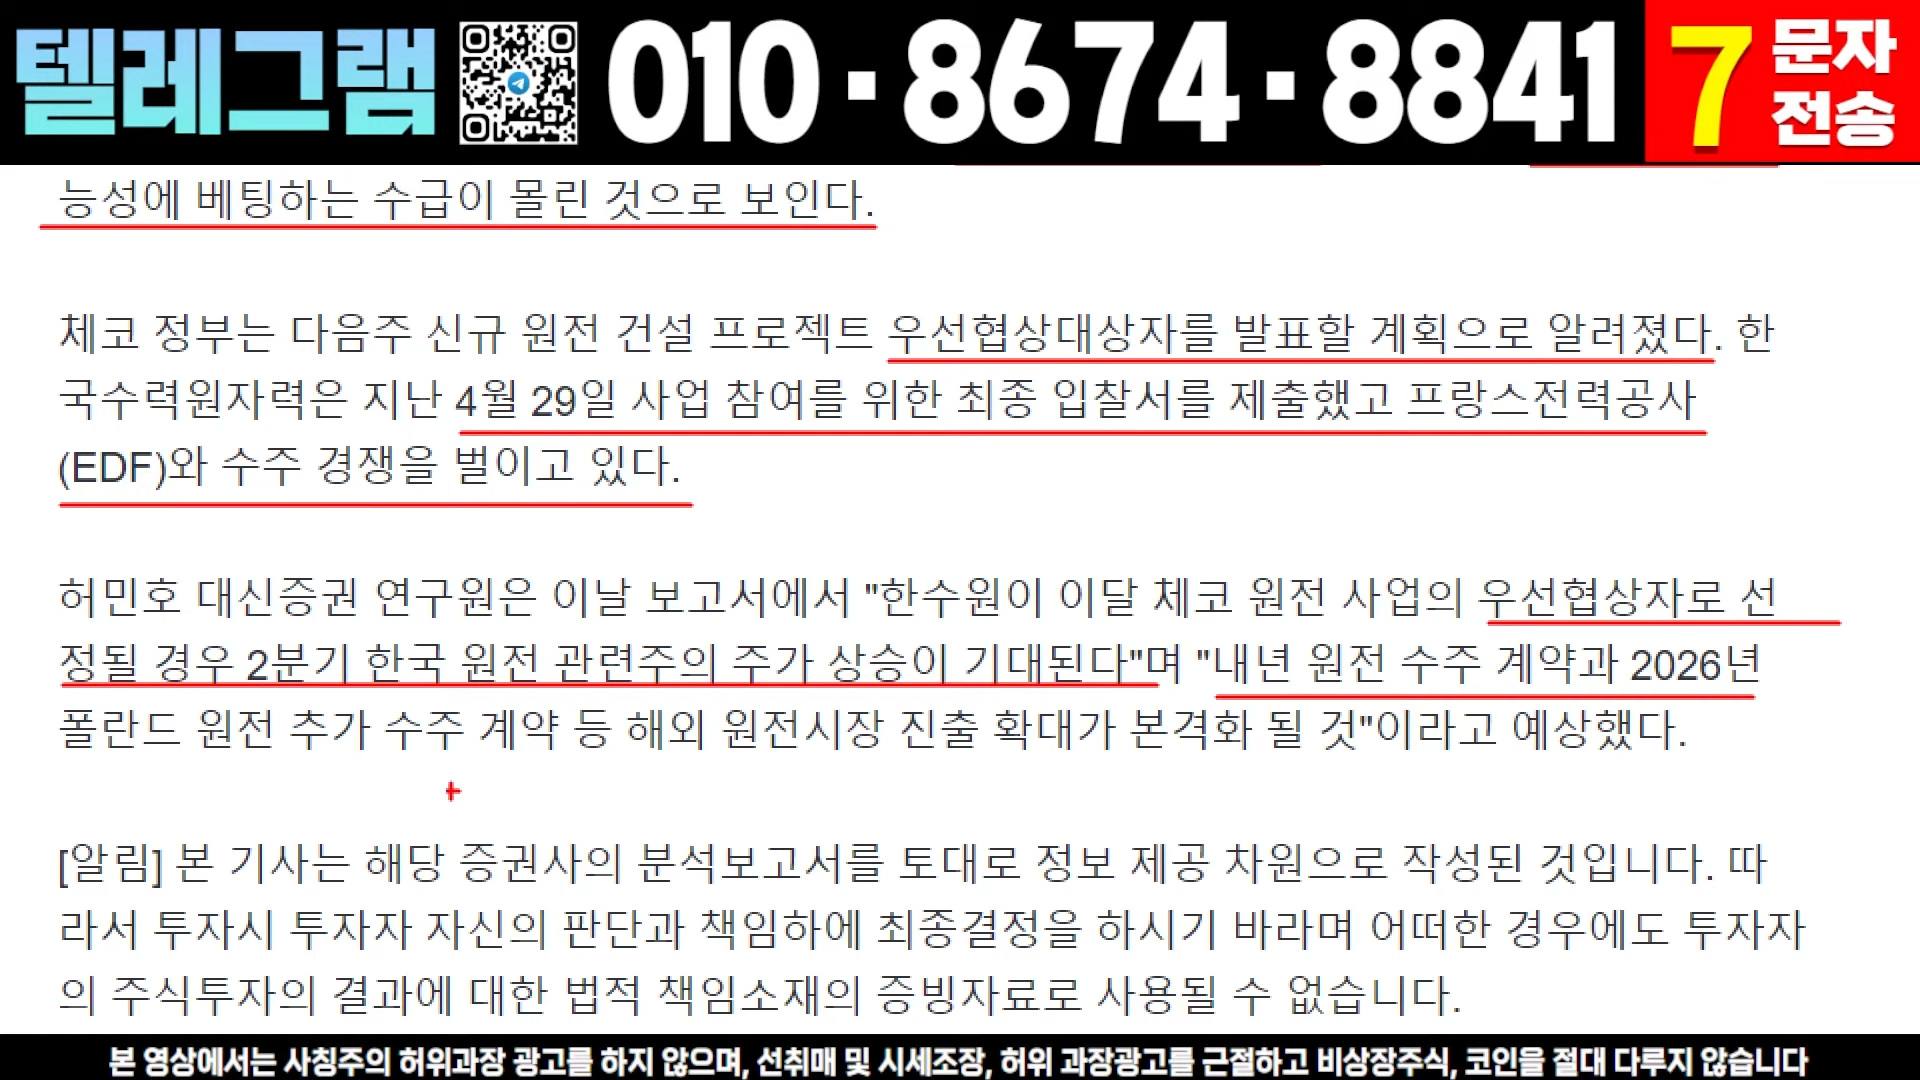 텔레그램 010·8674·8841 7 문자 전송
능성에 베팅하는 수급이 몰린 것으로 보인다.
체코 정부는 다음주 신규 원전 건설 프로젝트 우선협상대상자를 발표할 계획으로 알려졌다. 한
국수력원자력은 지난 4월 29일 사업 참여를 위한 최종 입찰서를 제출했고 프랑스전력공사
(EDF)와 수주 경쟁을 벌이고 있다.
허민호 대신증권 연구원은 이날 보고서에서 "한수원이 이달 체코 원전 사업의 우선협상자로 선
정될 경우 2분기 한국 원전 관련주의 주가 상승이 기대된다"며 "내년 원전 수주 계약과 2026년
폴란드 원전 추가 수주 계약 등 해외 원전시장 진출 확대가 본격화 될 것"이라고 예상했다.
[알림] 본 기사는 해당 증권사의 분석보고서를 토대로 정보 제공 차원으로 작성된 것입니다. 따
라서 투자시 투자자 자신의 판단과 책임하에 최종결정을 하시기 바라며 어떠한 경우에도 투자자
의 주식투자의 결과에 대한 법적 책임소재의 증빙자료로 사용될 수 없습니다.
본 영상에서는 사칭주의 허위과장 광고를 하지 않으며, 선취매 및 시세조장, 허위 과장광고를 근절하고 비상장주식, 코인을 절대 다루지 않습니다